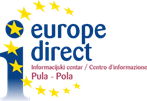 europe
direct
Informacijski centar / Centro d'informazione
Pula - Pola